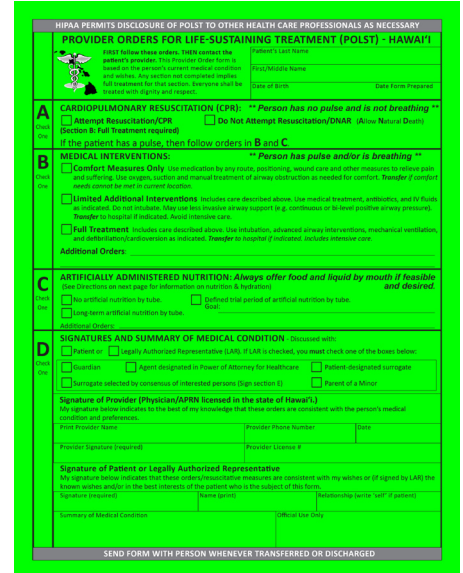 HIPAA PERMITS DISCLOSURE OF POLST TO OTHER HEALTH CARE PROFESSIONALS AS NECESSARY
PROVIDER ORDERS FOR LIFE-SUSTAINING TREATMENT (POLST) - HAWAI'I
FIRST follow these orders. THEN contact the
patient's provider. This Provider Order form is
based on the person's current medical condition
and wishes. Any section not completed implies
full treatment for that section. Everyone shall be
treated with dignity and respect.
Patient's Last Name
First/Middle Name
Date of Birth Date Form Prepared
A
Check
One
CARDIOPULMONARY RESUSCITATION (CPR): ** Person has no pulse and is not breathing **
Attempt Resuscitation/CPR Do Not Attempt Resuscitation/DNAR (Allow Natural Death)
(Section B: Full Treatment required)
If the patient has a pulse, then follow orders in B and C.
B
Check
One
MEDICAL INTERVENTIONS: ** Person has pulse and/or is breathing **
Comfort Measures Only Use medication by any route, positioning, wound care and other measures to relieve pain
and suffering. Use oxygen, suction and manual treatment of airway obstruction as needed for comfort. Transfer if comfort
needs cannot be met in current location.
Limited Additional Interventions Includes care described above. Use medical treatment, antibiotics, and IV fluids
as indicated. Do not intubate. May use less invasive airway support (e.g. continuous or bi-level positive airway pressure).
Transfer to hospital if indicated. Avoid intensive care.
Full Treatment Includes care described above. Use intubation, advanced airway interventions, mechanical ventilation,
and defibrillation/cardioversion as indicated. Transfer to hospital if indicated. Includes intensive care.
Additional Orders:
C
Check
One
ARTIFICIALLY ADMINISTERED NUTRITION: Always offer food and liquid by mouth if feasible
(See Directions on next page for information on nutrition & hydration) and desired.
No artificial nutrition by tube. Defined trial period of artificial nutrition by tube.
Goal:
Long-term artificial nutrition by tube.
Additional Orders:
D
Check
One
SIGNATURES AND SUMMARY OF MEDICAL CONDITION - Discussed with:
Patient or Legally Authorized Representative (LAR). If LAR is checked, you must check one of the boxes below:
Guardian Agent designated in Power of Attorney for Healthcare Patient-designated surrogate
Surrogate selected by consensus of interested persons (Sign section E) Parent of a Minor
Signature of Provider (Physician/APRN licensed in the state of Hawai'i.)
My signature below indicates to the best of my knowledge that these orders are consistent with the person's medical
condition and preferences.
Print Provider Name Provider Phone Number Date
Provider Signature (required) Provider License #
Signature of Patient or Legally Authorized Representative
My signature below indicates that these orders/resuscitative measures are consistent with my wishes or (if signed by LAR) the
known wishes and/or in the best interests of the patient who is the subject of this form.
Signature (required) Name (print) Relationship (write 'self' if patient)
Summary of Medical Condition Official Use Only
SEND FORM WITH PERSON WHENEVER TRANSFERRED OR DISCHARGED